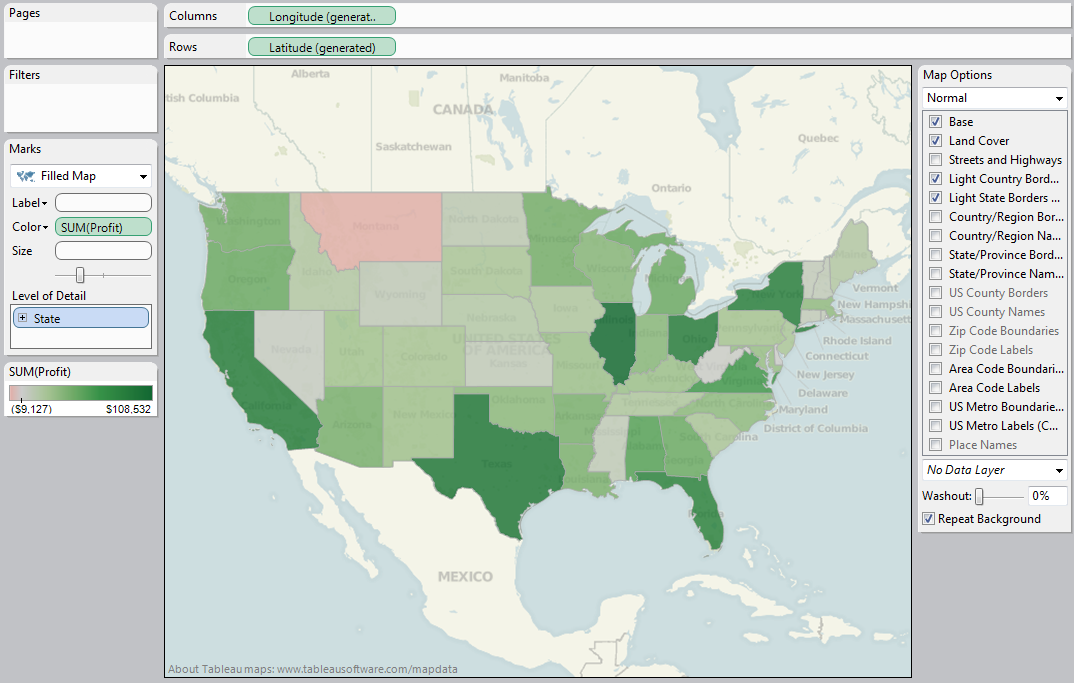 Pages
Columns
Longitude (generat..
Rows
Latitude (generated)
Filters
Marks
Filled Map
Label
Color
SUM(Profit)
Size
Level of Detail
State
SUM(Profit)
($9,127) $108,532
Alberta
Manitoba
tish Columbia
CANADA
Saskatchewan
Quebec
Ontario
Washington
Montana
North Dakota
Minnesota
Maine
Oregon
Idaho
South Dakota
Wisconsin
Michigan
Wyoming
Vermont
New York
New Hampshi
Massachusett
Iowa
Nebraska
Illinois
Indiana
Ohio
Pennsylvania
Rhode Island
Connecticut
Nevada
Utah
Colorado
UNITED STATES
OF AMERICA
Kansas
Missouri
West Virginia
New Jersey
Kentucky
Virginia
Delaware
Maryland
California
Arizona
New Mexico
Oklahoma
Arkansas
Tennessee
North Carolina
District of Columbia
Mississippi
Alabama
Georgia
South Carolina
Texas
Louisiana
Florida
MEXICO
About Tableau maps: www.tableausoftware.com/mapdata
Map Options
Normal
Base
Land Cover
Streets and Highways
Light Country Bord...
Light State Borders ...
Country/Region Bor...
Country/Region Na...
State/Province Bord...
State/Province Nam...
US County Borders
US County Names
Zip Code Boundaries
Zip Code Labels
Area Code Boundari...
Area Code Labels
US Metro Boundarie...
US Metro Labels (C...
Place Names
No Data Layer
Washout: 0%
Repeat Background